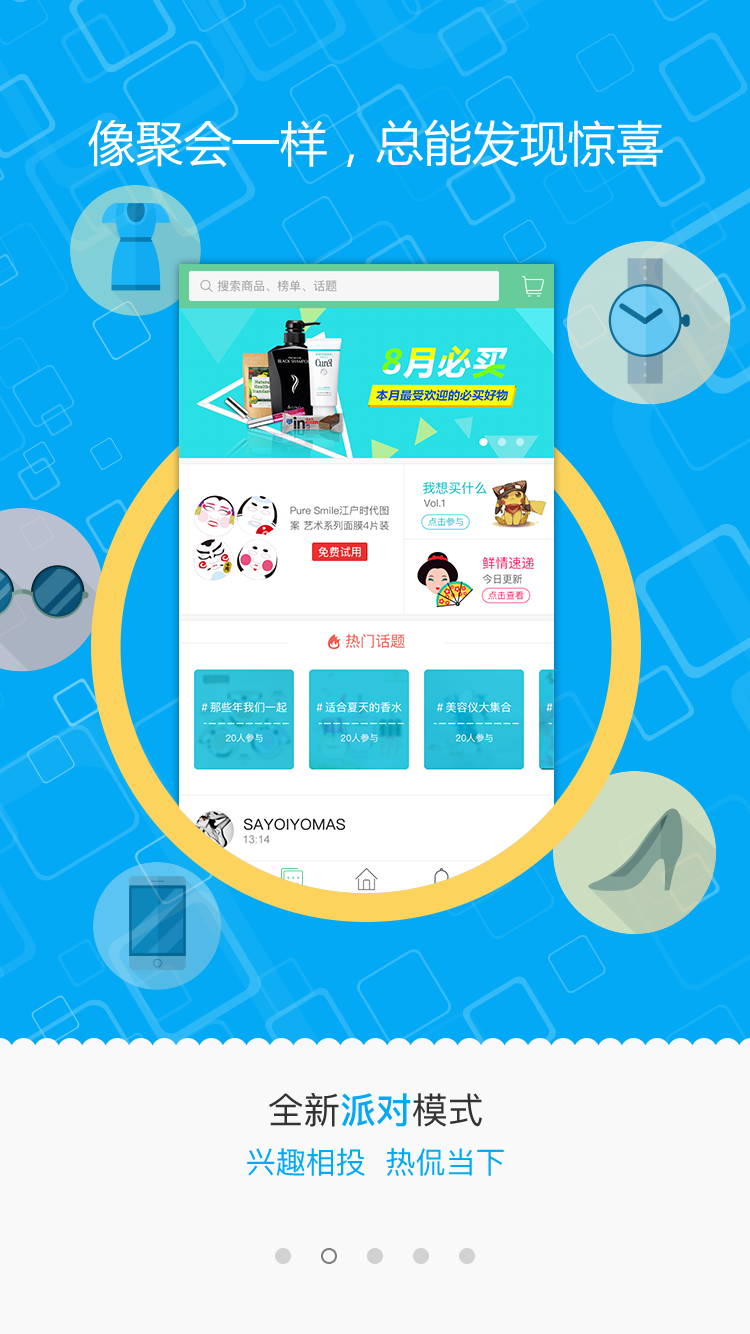 像聚会一样，总能发现惊喜
搜索商品、榜单、话题
8月必买
本月最受欢迎的必买好物
Curél
Pure Smile江户时代图
案 艺术系列面膜4片装
免费试用
我想买什么
Vol.1
点击参与
鲜情速递
今日更新
点击查看
热门话题
#那些年我们一起
20人参与
#适合夏天的香水
20人参与
#美容仪大集合
20人参与
#
SAYOIYOMAS
13:14
全新派对模式
兴趣相投 热侃当下